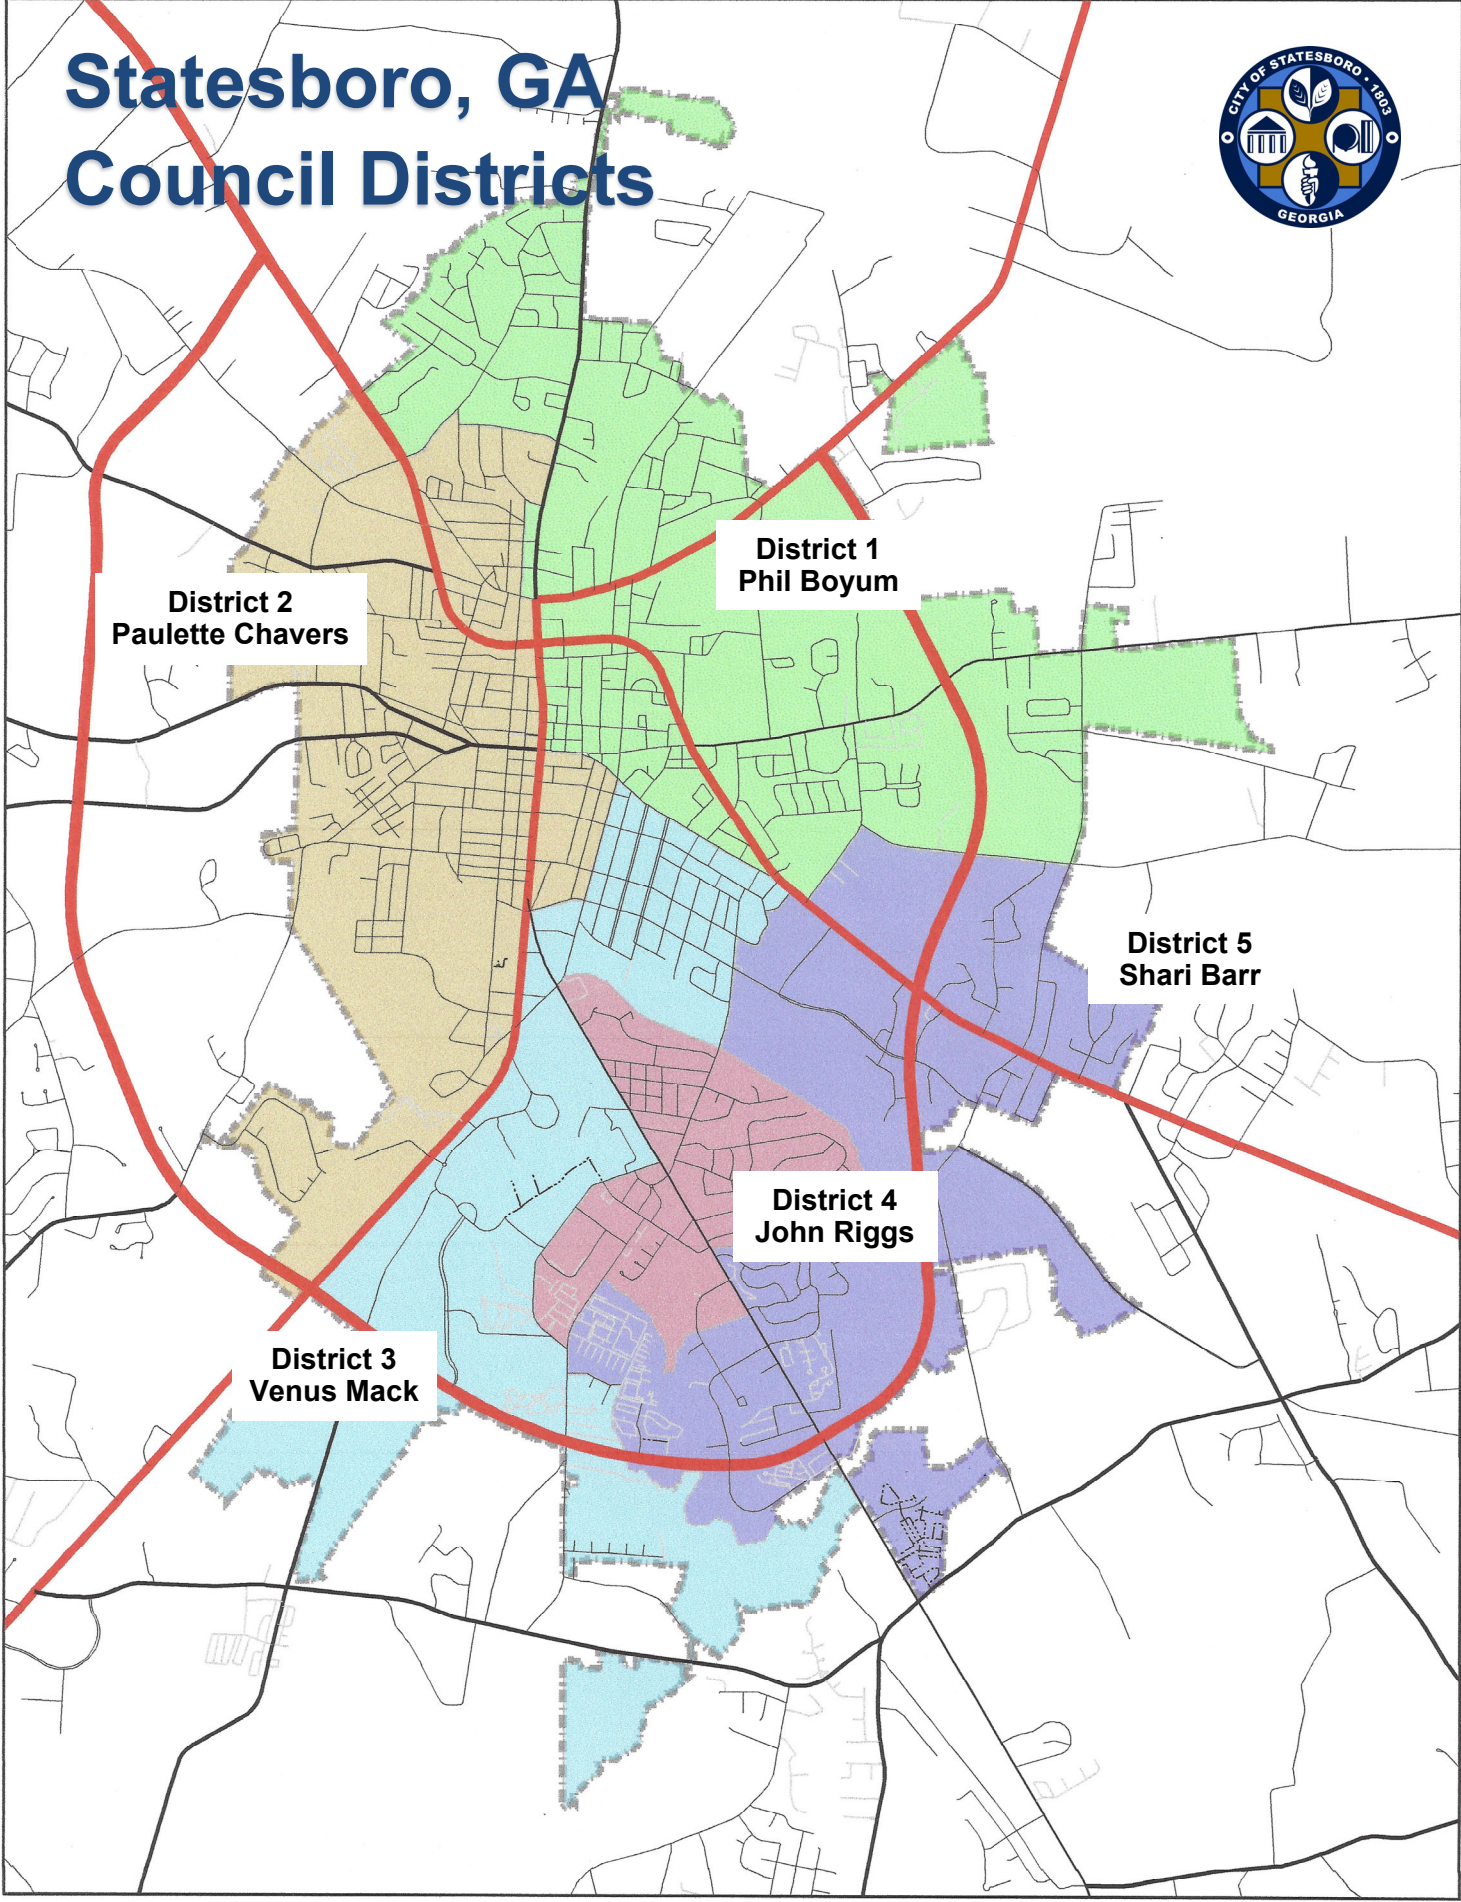 Statesboro, GA
Council Districts
CITY OF STATESBORO • 1803
GEORGIA
District 1
Phil Boyum
District 2
Paulette Chavers
District 5
Shari Barr
District 4
John Riggs
District 3
Venus Mack